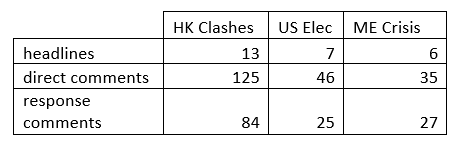 HK Clashes US Elec ME Crisis
headlines 13 7 6
direct comments 125 46 35
response
comments 84 25 27